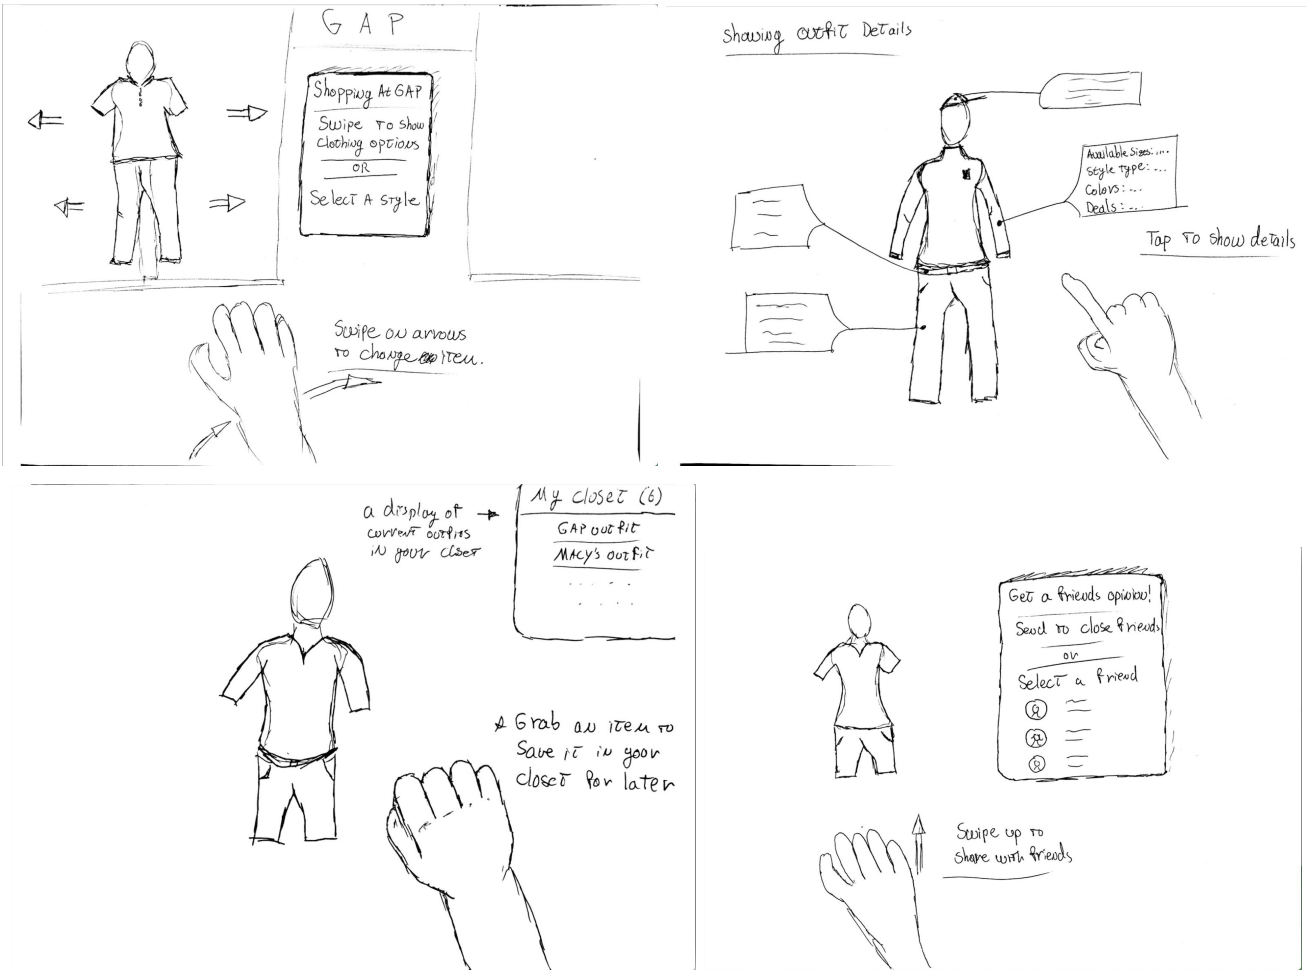 GAP
Shopping At GAP
Swipe to show
clothing options
OR
Select A style
Swipe on arrows
to change item.
Showing outfit Details
Available Sizes:...
Style Type:...
Colors:...
Deals:...
Tap to show details
a display of
current outfits
in your closet
My closet (6)
GAP outfit
MACY's outfit
Grab an item to
Save it in your
closet for later
Get a friends opinion!
Send to close friends
or
Select a friend
Swipe up to
share with friends